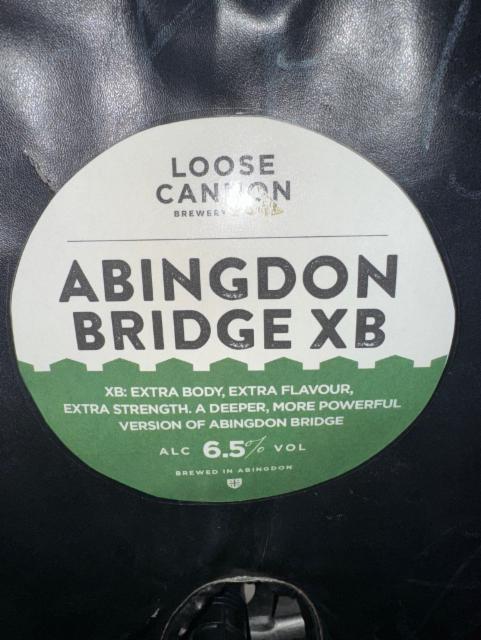 LOOSE
CANNON
BREWERY
ABINGDON
BRIDGE XB
XB: EXTRA BODY, EXTRA FLAVOUR,
EXTRA STRENGTH. A DEEPER, MORE POWERFUL
VERSION OF ABINGDON BRIDGE
ALC 6.5% VOL
BREWED IN ABINGDON